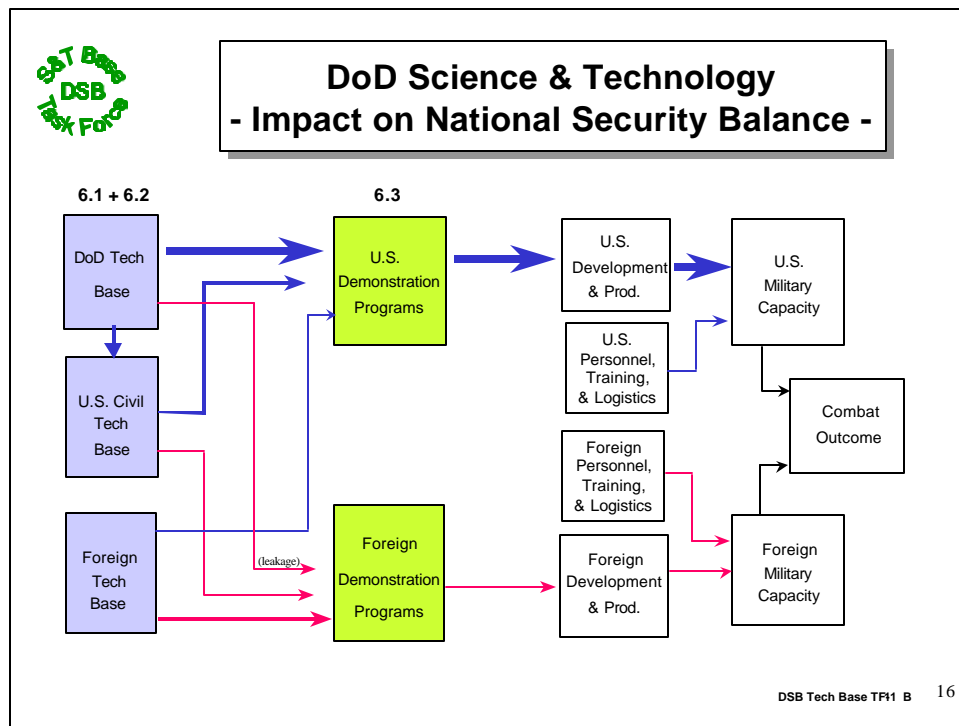 S&T Base
DSB
Task Force
DoD Science & Technology
- Impact on National Security Balance -
6.1 + 6.2
6.3
DoD Tech
Base
U.S.
Demonstration
Programs
U.S.
Development
& Prod.
U.S.
Military
Capacity
U.S.
Personnel,
Training,
& Logistics
U.S. Civil
Tech
Base
Combat
Outcome
Foreign
Personnel,
Training,
& Logistics
Foreign
Tech
Base
(leakage)
Foreign
Demonstration
Programs
Foreign
Development
& Prod.
Foreign
Military
Capacity
DSB Tech Base B
16